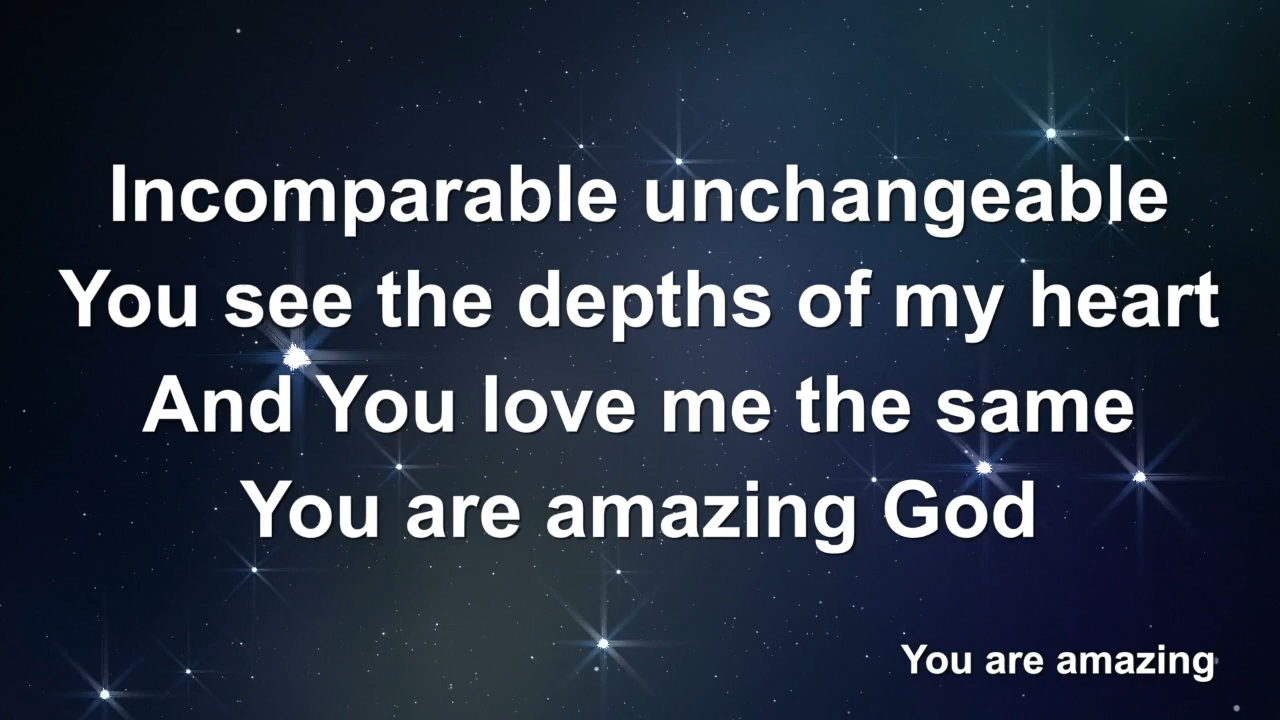 Incomparable unchangeable
You see the depths of my heart
And You love me the same
You are amazing God
You are amazing